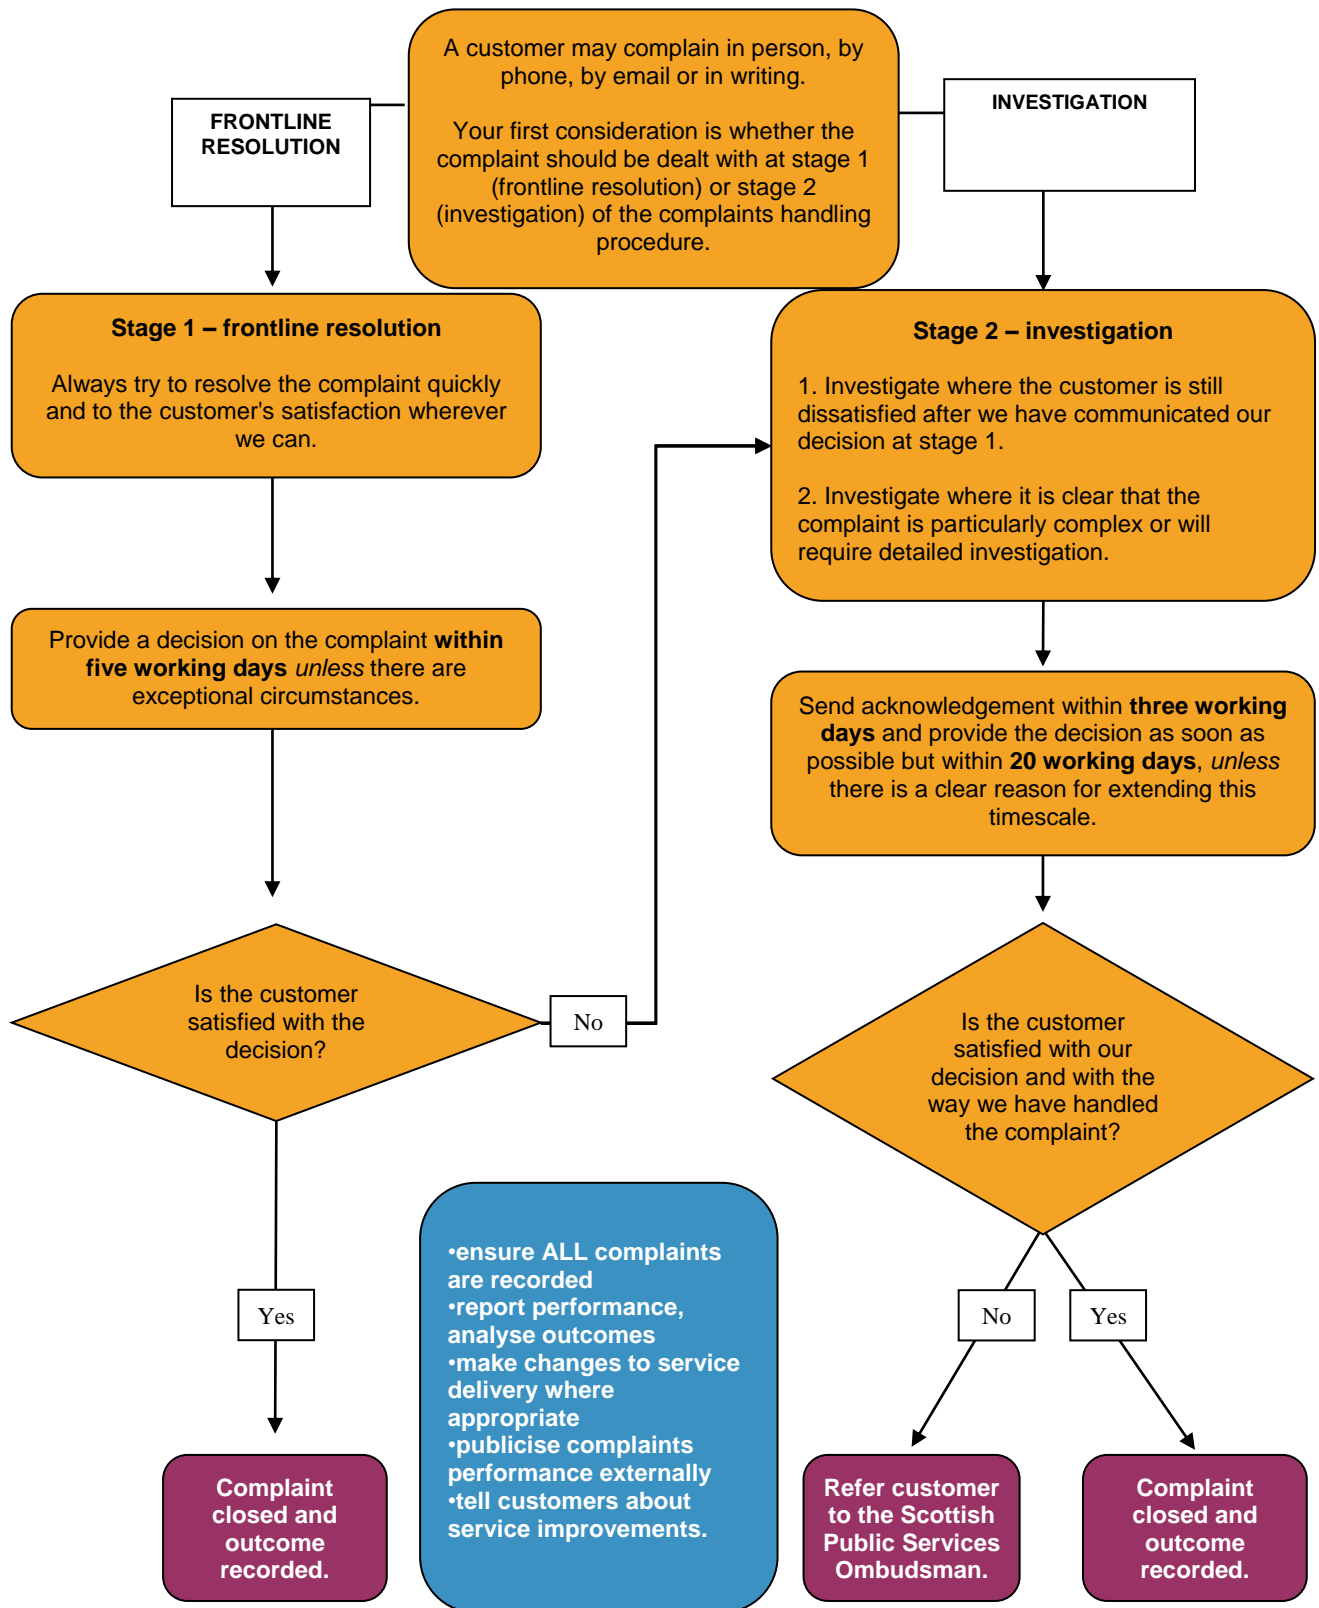 A customer may complain in person, by
phone, by email or in writing.
Your first consideration is whether the
complaint should be dealt with at stage 1
(frontline resolution) or stage 2
(investigation) of the complaints handling
procedure.
FRONTLINE
RESOLUTION
INVESTIGATION
Stage 1 – frontline resolution
Always try to resolve the complaint quickly
and to the customer's satisfaction wherever
we can.
Stage 2 – investigation
1. Investigate where the customer is still
dissatisfied after we have communicated our
decision at stage 1.
2. Investigate where it is clear that the
complaint is particularly complex or will
require detailed investigation.
Provide a decision on the complaint within
five working days unless there are
exceptional circumstances.
Send acknowledgement within three working
days and provide the decision as soon as
possible but within 20 working days, unless
there is a clear reason for extending this
timescale.
Is the customer
satisfied with the
decision?
No
Is the customer
satisfied with our
decision and with the
way we have handled
the complaint?
Yes
•ensure ALL complaints
are recorded
•report performance,
analyse outcomes
•make changes to service
delivery where
appropriate
•publicise complaints
performance externally
•tell customers about
service improvements.
No
Yes
Complaint
closed and
outcome
recorded.
Refer customer
to the Scottish
Public Services
Ombudsman.
Complaint
closed and
outcome
recorded.